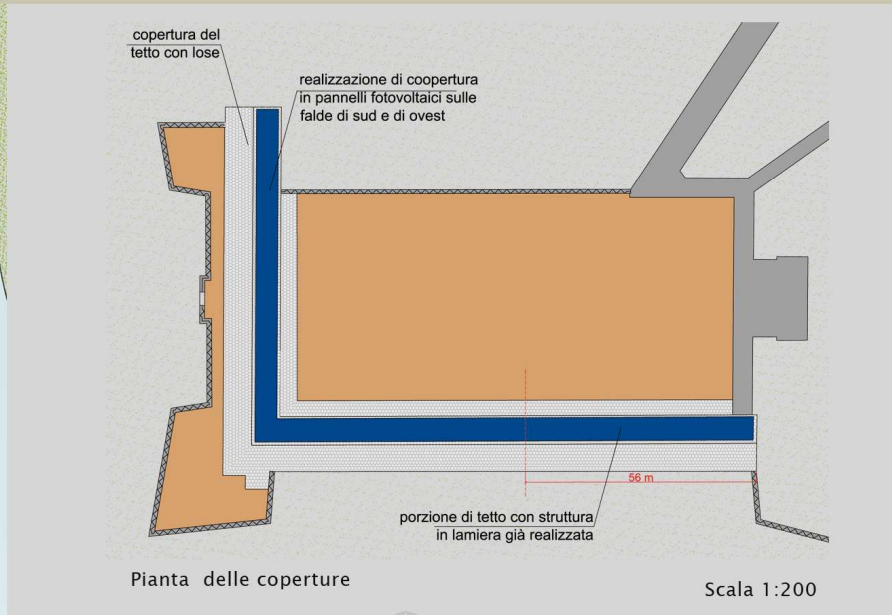 copertura del
tetto con lose
realizzazione di coopertura
in pannelli fotovoltaici sulle
falde di sud e di ovest
56 m
porzione di tetto con struttura
in lamiera già realizzata
Pianta delle coperture
Scala 1:200